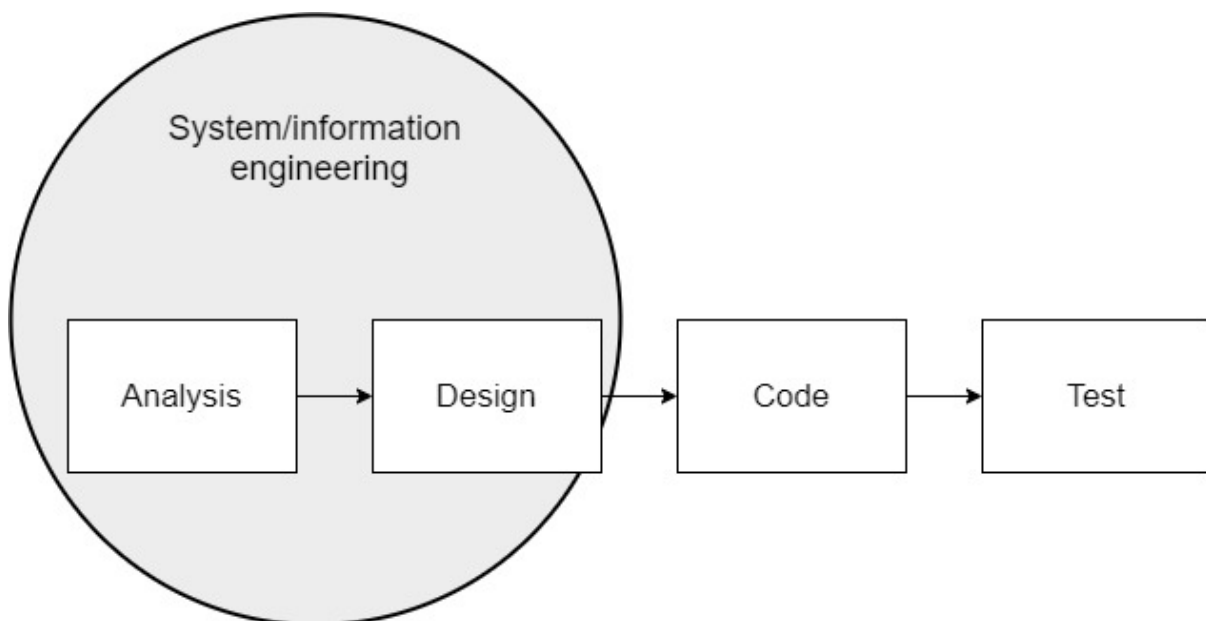 System/information
engineering
Analysis
Design
Code
Test